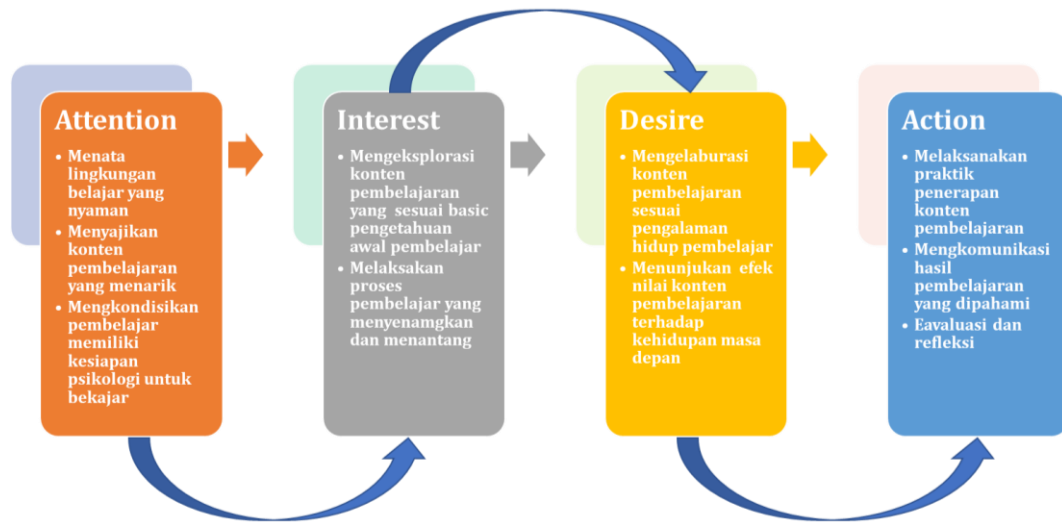 Attention
• Menata
lingkungan
belajar yang
nyaman
• Menyajikan
konten
pembelajaran
yang menarik
• Mengkondisikan
pembelajar
memiliki
kesiapan
psikologi untuk
bekajar
Interest
• Mengeksplorasi
konten
pembelajaran
yang sesuai basic
pengetahuan
awal pembelajar
• Melaksakan
proses
pembelajar yang
menyenamgkan
dan menantang
Desire
• Mengelaburasi
konten
pembelajaran
sesuai
pengalaman
hidup pembelajar
• Menunjukan efek
nilai konten
pembelajaran
terhadap
kehidupan masa
depan
Action
• Melaksanakan
praktik
penerapan
konten
pembelajaran
• Mengkomunikasi
hasil
pembelajaran
yang dipahami
• Eavaluasi dan
refleksi